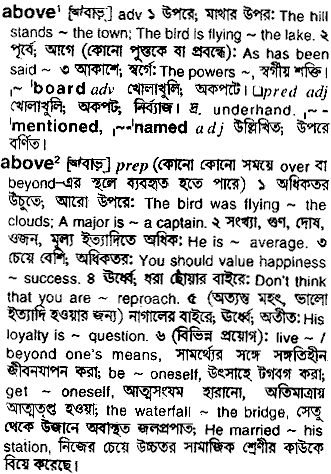 above¹ [অ্যাবাভ্] adv ১ উপরে, মাথার উপর: The hill
stands ~ the town; The bird is flying ~ the lake. ২
পূর্বে; আগে (কোনো পুস্তকে বা প্রবন্ধে): As has been
said ~ ৩ আকাশে; স্বর্গে: The powers ~, স্বর্গীয় শক্তি।
~ ˈboard adv খোলাখুলি; অকপটে। □pred adj
খোলাখুলি; অকপট; নির্ব্যাজ। দ্র. underhand. ~-
ˈmentioned, ~-ˈnamed adj উল্লিখিত; উপরে
বর্ণিত।
above² [অ্যাবাভ্] prep (কোনো কোনো সময়ে over বা
beyond-এর স্থলে ব্যবহৃত হতে পারে) ১ অধিকতর
উঁচুতে; আরো উপরে: The bird was flying ~ the
clouds; A major is ~ a captain. ২ সংখ্যা, গুণ, দোষ,
ওজন, মূল্য ইত্যাদিতে অধিক: He is ~ average. ৩
চেয়ে বেশি; অধিকতর: You should value happiness
~ success. ৪ ঊর্ধ্বে; ধরা ছোঁয়ার বাইরে: Don't think
that you are ~ reproach. ৫ (অত্যন্ত মহৎ, ভালো
ইত্যাদি হওয়ার জন্য) নাগালের বাইরে; ঊর্ধ্বে; অতীত: His
loyalty is ~ question. ৬ (বিভিন্ন প্রয়োগ): live ~ /
beyond one's means, সামর্থ্যের সঙ্গে সঙ্গতিহীন
জীবনযাপন করা; be ~ oneself, উৎসাহে টগবগ করা;
get ~ oneself, আত্মসংযম হারানো, অতিমাত্রায়
আত্মতৃপ্ত হওয়া; the waterfall ~ the bridge, সেতু
থেকে উজানে অবস্থিত জলপ্রপাত; He married ~ his
station, নিজের চেয়ে উচ্চতর সামাজিক শ্রেণীর কাউকে
বিয়ে করেছে।